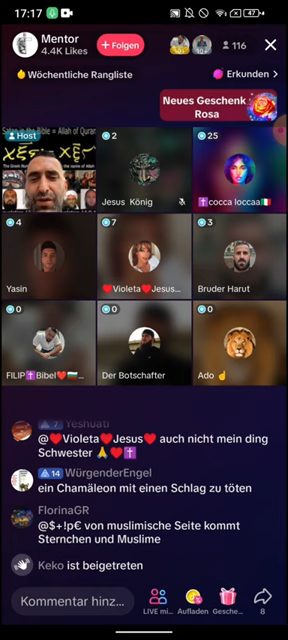 17:17
47
Mentor
4.4K Likes
+ Folgen
116
Wöchentliche Rangliste
Erkunden >
Neues Geschenk
Rosa
Host
2
25
Jesus König
✝️cocca loccaa🇮🇹
4
7
3
Yasin
❤️Violeta❤️Jesus...
Bruder Harut
0
0
0
FILIP✝️Bibel❤️🇧🇬...
Der Botschafter
Ado ☝️
7 Yeshuati
@❤️Violeta❤️Jesus❤️ auch nicht mein ding
Schwester 🙏❤️✝️
14 WürgenderEngel
ein Chamäleon mit einen Schlag zu töten
FlorinaGR
@$+!p€ von muslimische Seite kommt
Sternchen und Muslime
Keko ist beigetreten
Kommentar hinz...
LIVE mi...
Aufladen
Gesche...
8